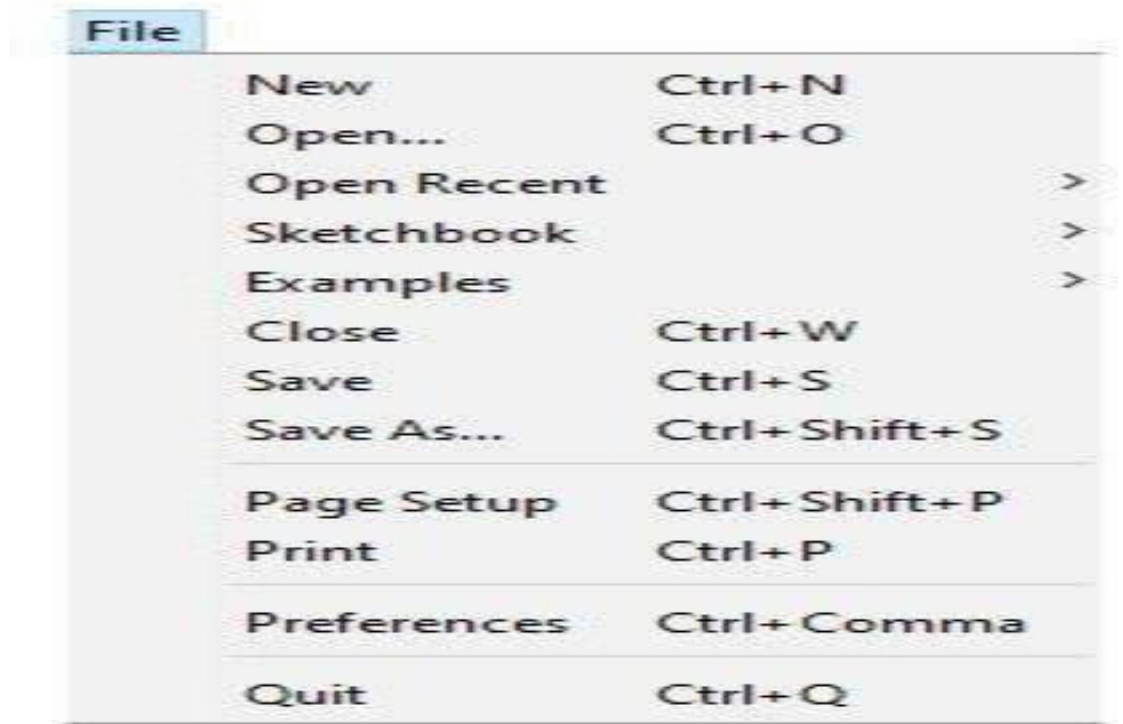 File
New Ctrl+N
Open... Ctrl+O
Open Recent >
Sketchbook >
Examples >
Close Ctrl+W
Save Ctrl+S
Save As... Ctrl+Shift+S
Page Setup Ctrl+Shift+P
Print Ctrl+P
Preferences Ctrl+Comma
Quit Ctrl+Q